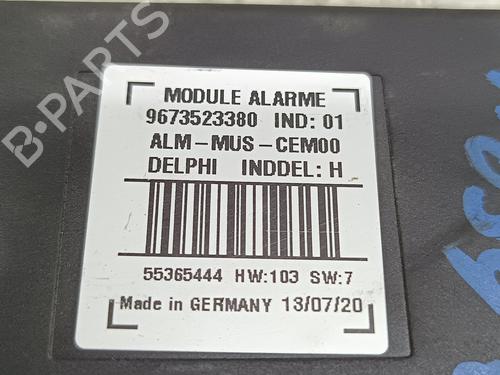 B-PARTS
MODULE ALARME
9673523380 IND: 01
ALM-MUS-CEM00
DELPHI INDDEL: H
55365444 HW:103 SW:7
Made in GERMANY 13/07/20